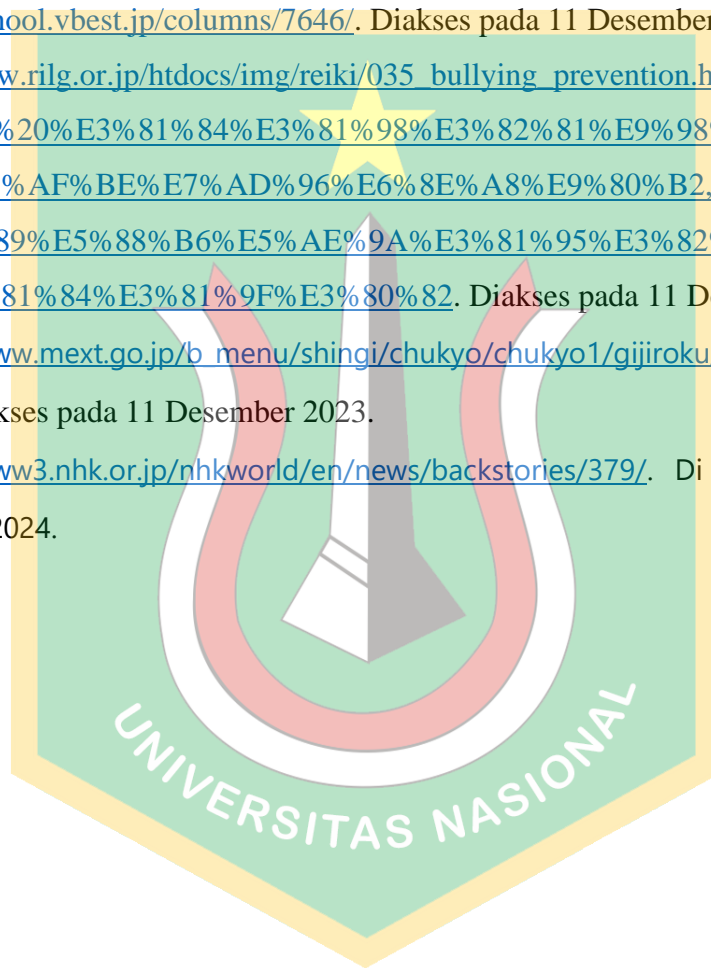 hool.vbest.jp/columns/7646/. Diakses pada 11 Desember
w.rilg.or.jp/htdocs/img/reiki/035_bullying_prevention.h
%20%E3%81%84%E3%81%98%E3%82%81%E9%98
%AF%BE%E7%AD%96%E6%8E%A8%E9%80%B2,
89%E5%88%B6%E5%AE%9A%E3%81%95%E3%82
81%84%E3%81%9F%E3%80%82. Diakses pada 11 D
ww.mext.go.jp/b_menu/shingi/chukyo/chukyo1/gijiroku
kses pada 11 Desember 2023.
ww3.nhk.or.jp/nhkworld/en/news/backstories/379/. Di
2024.
UNIVERSITAS NASIONAL